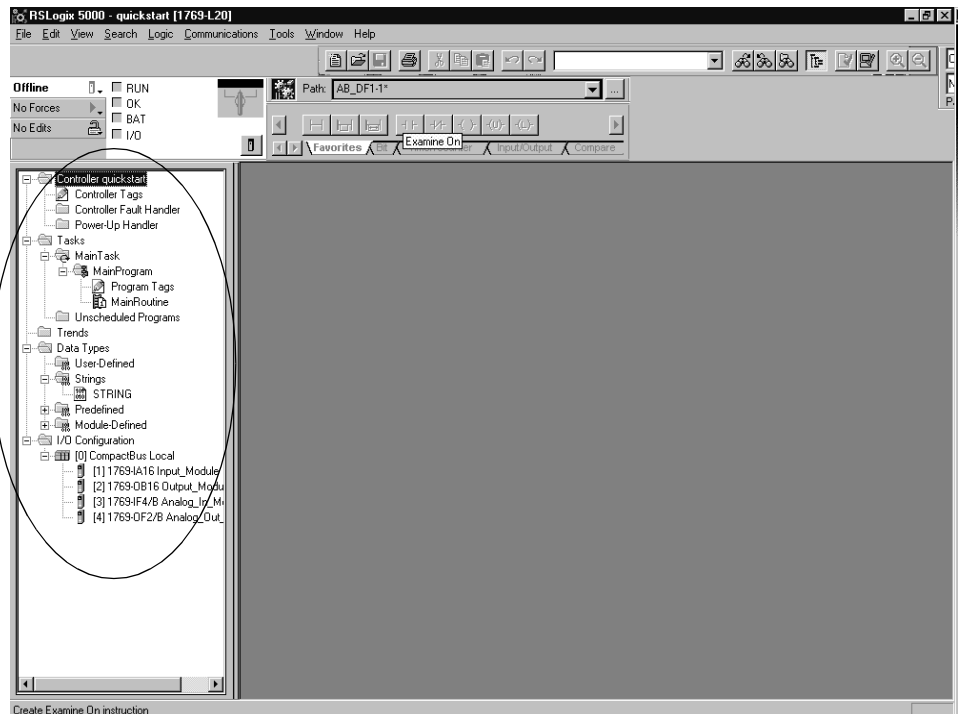 RSLogix 5000 - quickstart [1769-L20]
File Edit View Search Logic Communications Tools Window Help
Offline
RUN
No Forces
OK
No Edits
BAT
I/O
Path: AB_DF1-1*
...
Examine On
Favorites
Bit
Input/Output
Compare
Controller quickstart
Controller Tags
Controller Fault Handler
Power-Up Handler
Tasks
MainTask
MainProgram
Program Tags
MainRoutine
Unscheduled Programs
Trends
Data Types
User-Defined
Strings
STRING
Predefined
Module-Defined
I/O Configuration
[0] CompactBus Local
[1] 1769-IA16 Input_Module
[2] 1769-OB16 Output_Modu
[3] 1769-IF4/B Analog_In_M
[4] 1769-OF2/B Analog_Out_
Create Examine On instruction